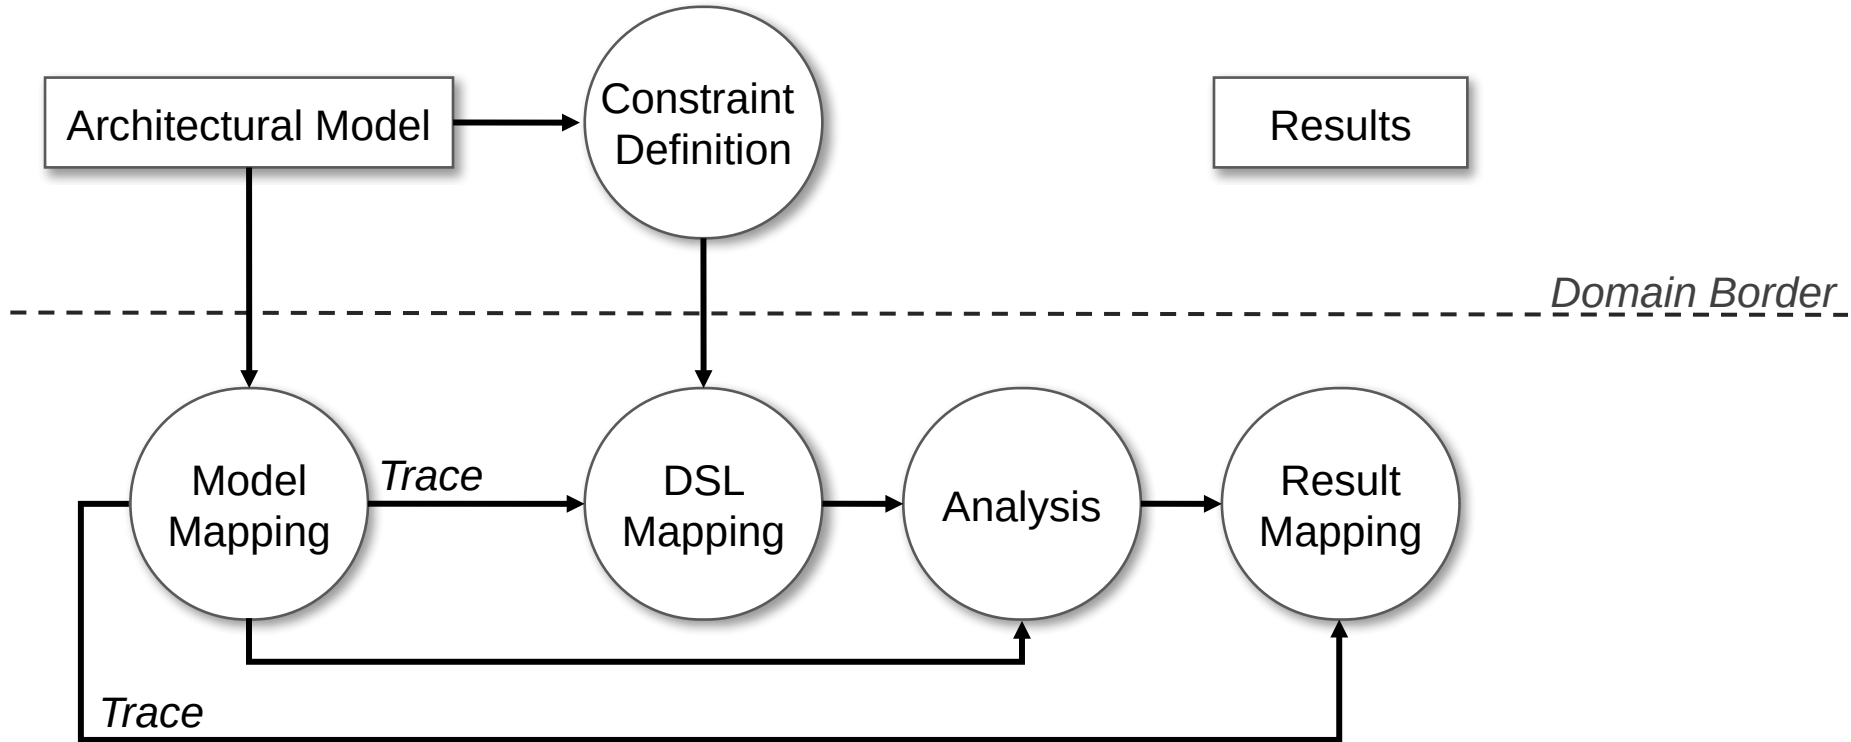 Architectural Model
Constraint
Definition
Results
Domain Border
Model
Mapping
Trace
DSL
Mapping
Analysis
Result
Mapping
Trace